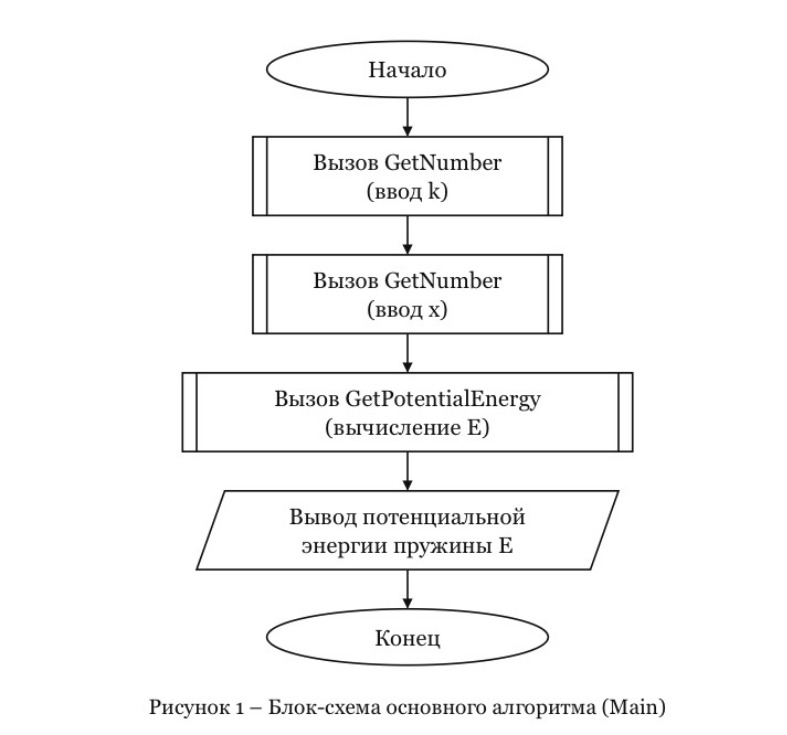 Начало
Вызов GetNumber
(ввод k)
Вызов GetNumber
(ввод x)
Вызов GetPotentialEnergy
(вычисление E)
Вывод потенциальной
энергии пружины E
Конец
Рисунок 1 – Блок-схема основного алгоритма (Main)